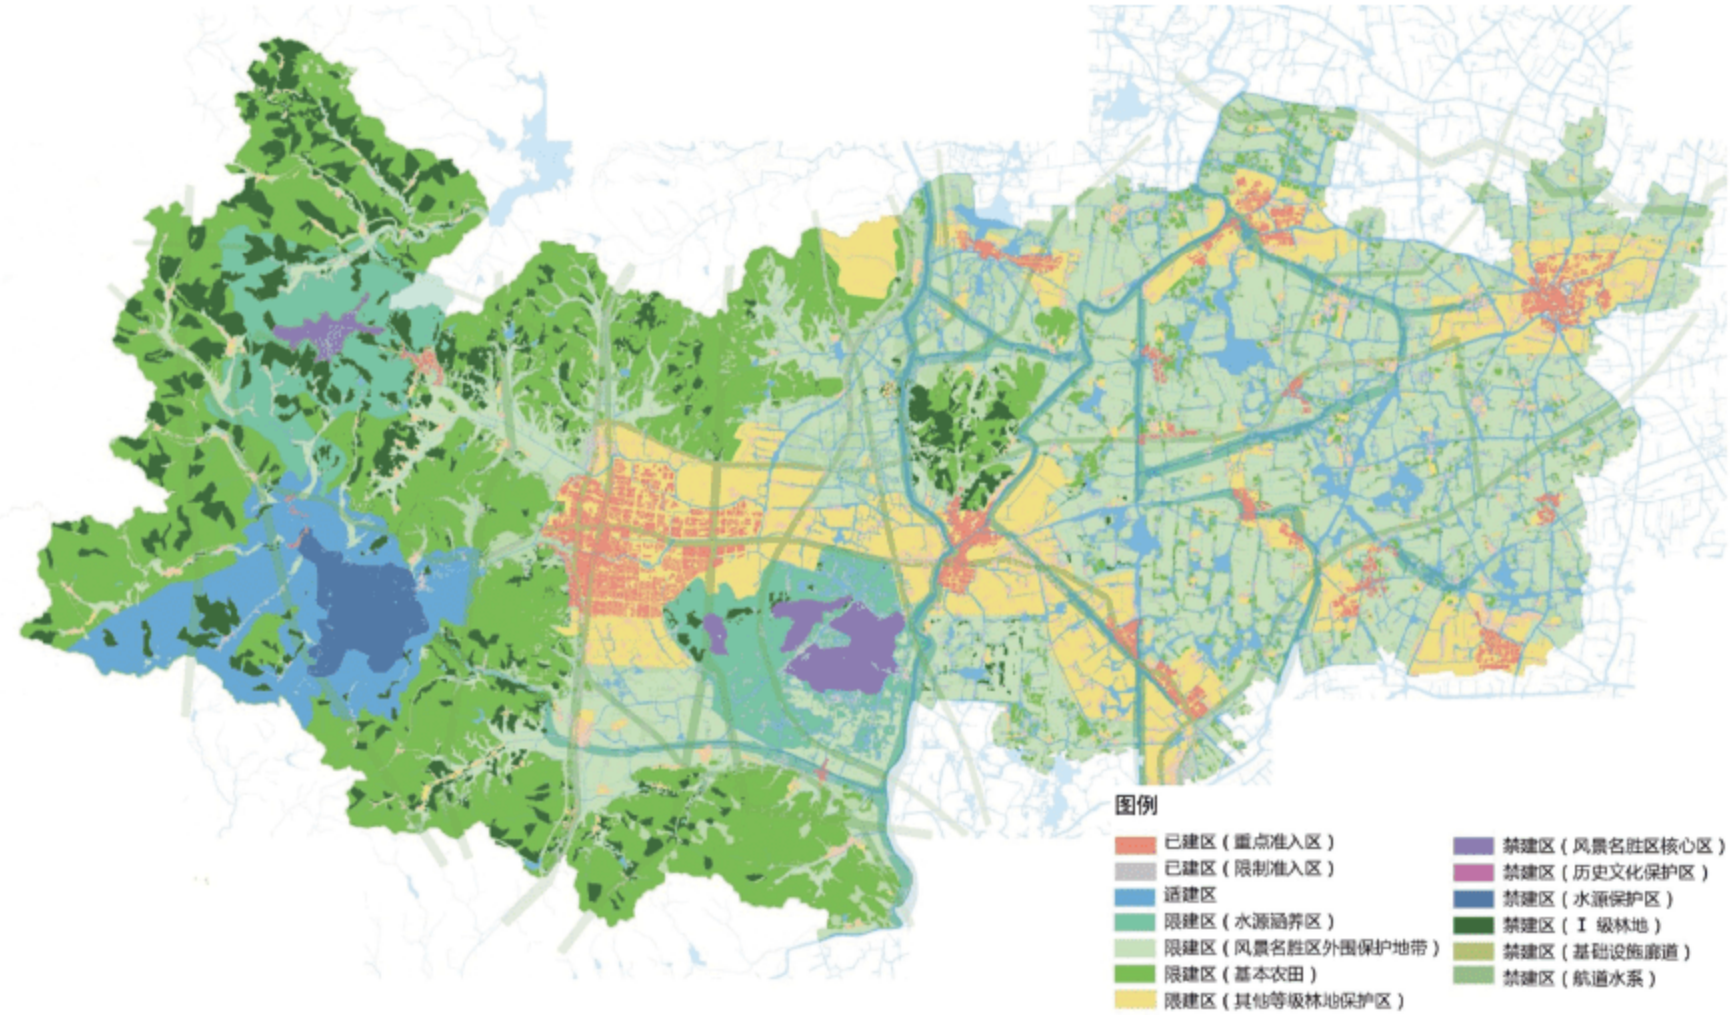 图例
已建区（重点准入区）
已建区（限制准入区）
适建区
限建区（水源涵养区）
限建区（风景名胜区外围保护地带）
限建区（基本农田）
限建区（其他等级林地保护区）
禁建区（风景名胜区核心区）
禁建区（历史文化保护区）
禁建区（水源保护区）
禁建区（I 级林地）
禁建区（基础设施廊道）
禁建区（航道水系）